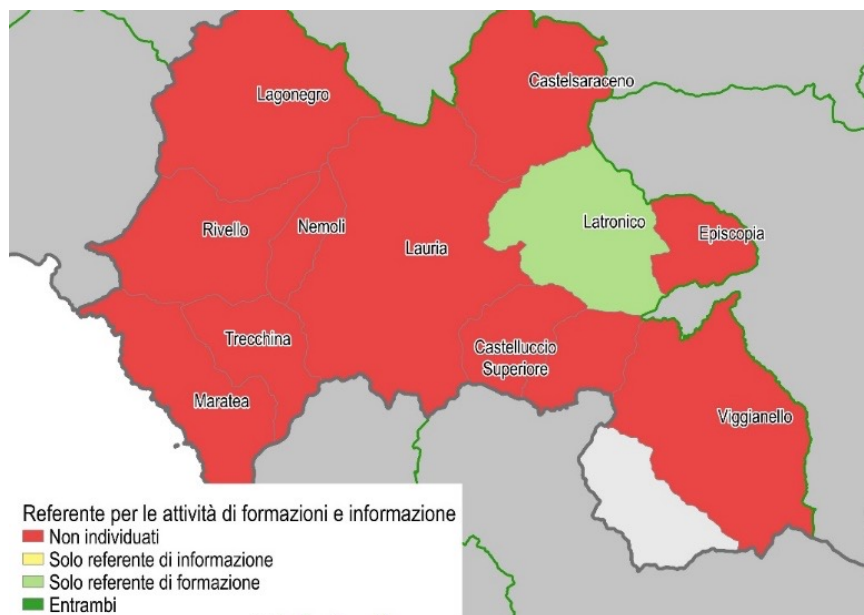 Castelsaraceno
Lagonegro
Rivello
Nemoli
Lauria
Latronico
Episcopia
Trecchina
Castelluccio
Superiore
Maratea
Viggianello
Referente per le attività di formazioni e informazione
Non individuati
Solo referente di informazione
Solo referente di formazione
Entrambi